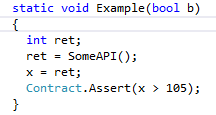 static void Example(bool b)
{
int ret;
ret = SomeAPI();
x = ret;
Contract.Assert(x > 105);
}